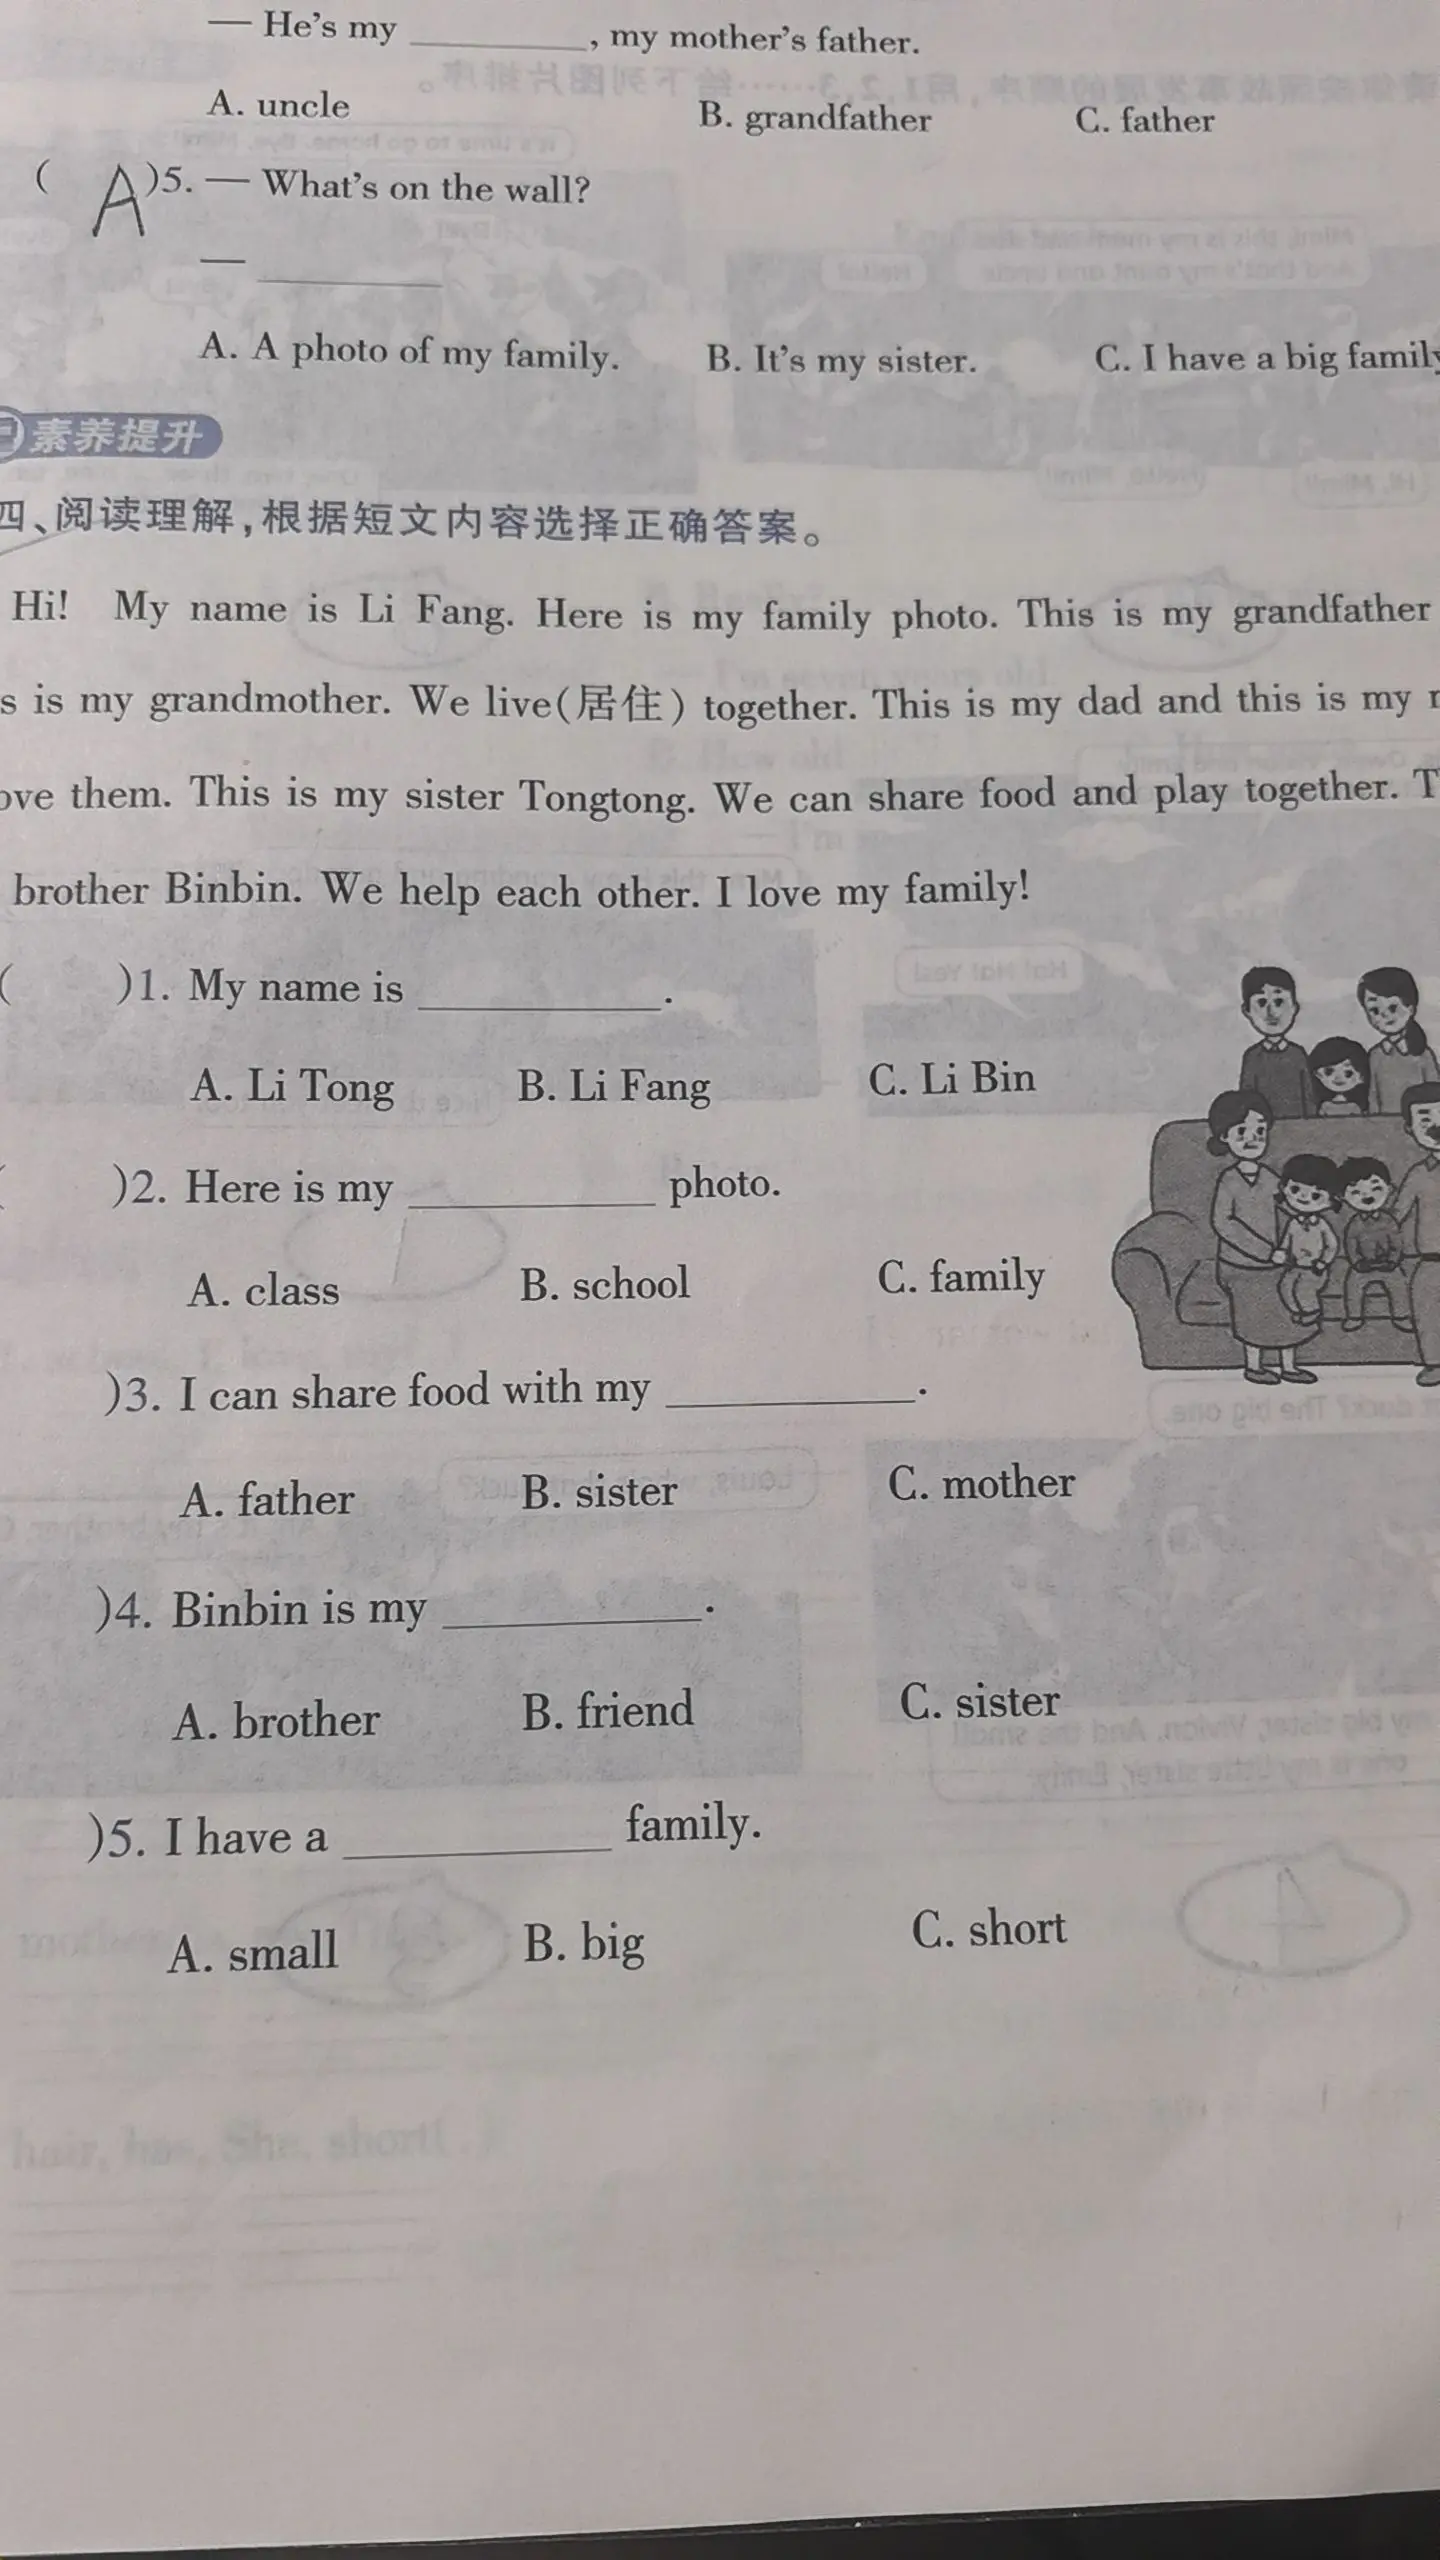 — He's my ________, my mother's father.
A. uncle B. grandfather C. father
( A )5. — What's on the wall?
— ________
A. A photo of my family. B. It's my sister. C. I have a big family
素养提升
四、阅读理解,根据短文内容选择正确答案。
Hi! My name is Li Fang. Here is my family photo. This is my grandfather
s is my grandmother. We live(居住) together. This is my dad and this is my
ove them. This is my sister Tongtong. We can share food and play together. T
brother Binbin. We help each other. I love my family!
( )1. My name is ________.
A. Li Tong B. Li Fang C. Li Bin
)2. Here is my ________ photo.
A. class B. school C. family
)3. I can share food with my ________.
A. father B. sister C. mother
)4. Binbin is my ________.
A. brother B. friend C. sister
)5. I have a ________ family.
A. small B. big C. short